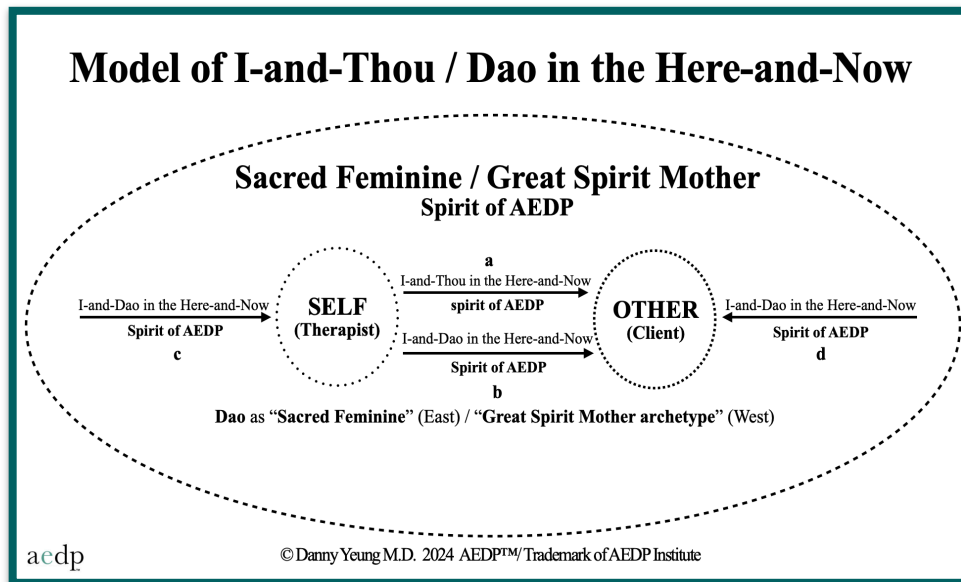 Model of I-and-Thou / Dao in the Here-and-Now
Sacred Feminine / Great Spirit Mother
Spirit of AEDP
a
I-and-Dao in the Here-and-Now
Spirit of AEDP
c
SELF
(Therapist)
I-and-Thou in the Here-and-Now
spirit of AEDP
I-and-Dao in the Here-and-Now
Spirit of AEDP
b
OTHER
(Client)
I-and-Dao in the Here-and-Now
Spirit of AEDP
d
Dao as “Sacred Feminine” (East) / “Great Spirit Mother archetype” (West)
aedp
© Danny Yeung M.D. 2024 AEDP™/ Trademark of AEDP Institute